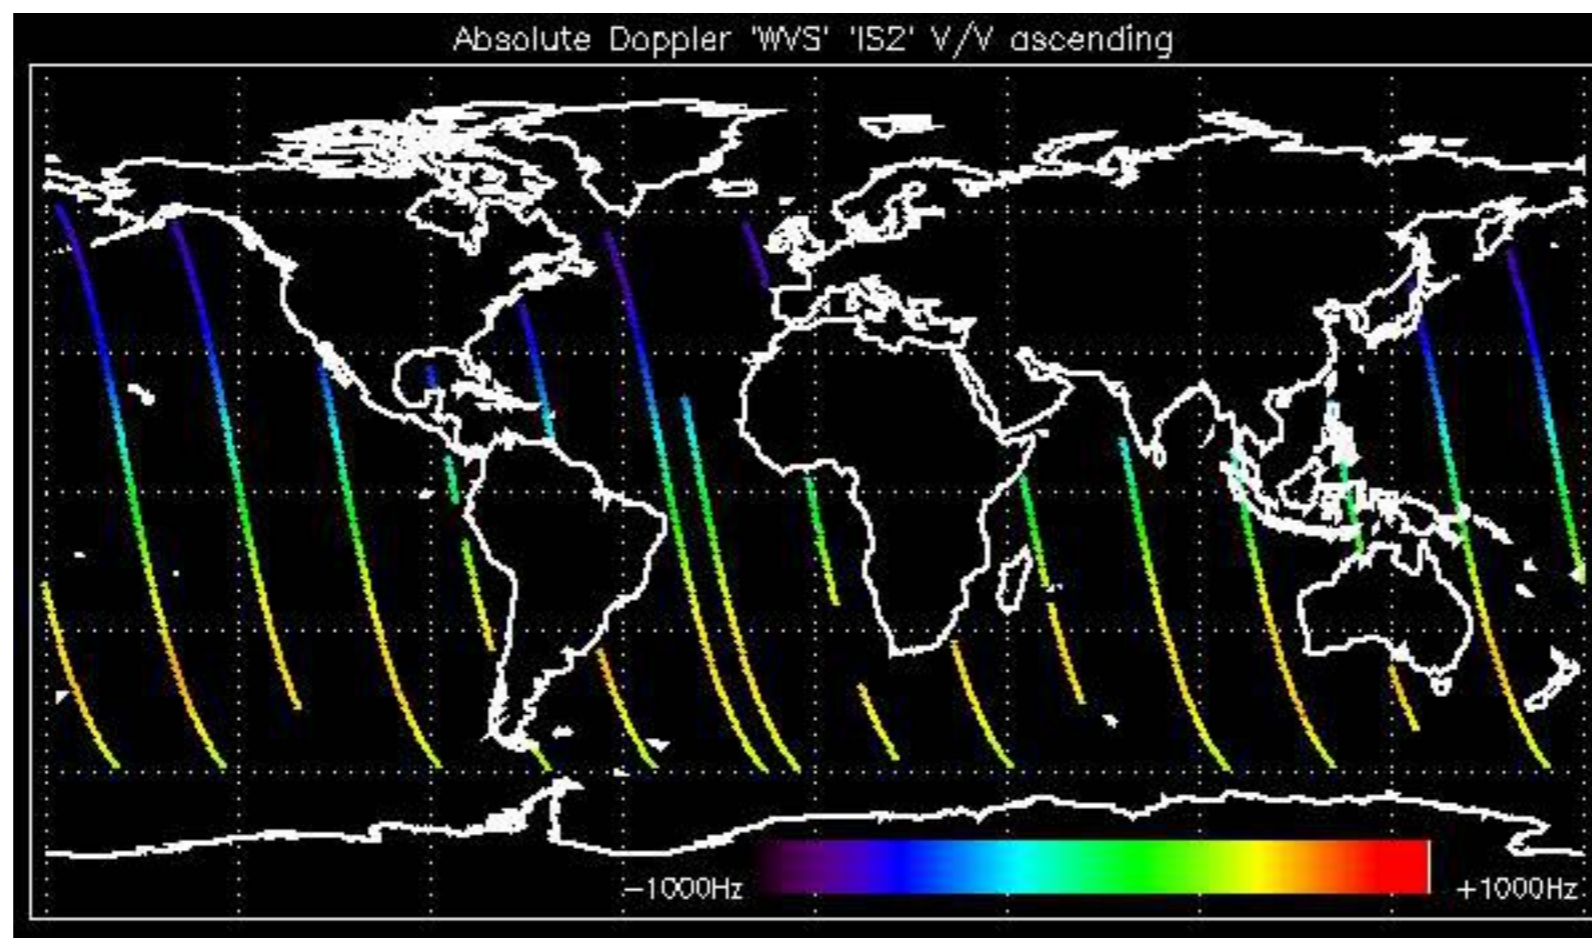 Absolute Doppler 'WVS' 'IS2' V/V ascending
−1000Hz
+1000Hz